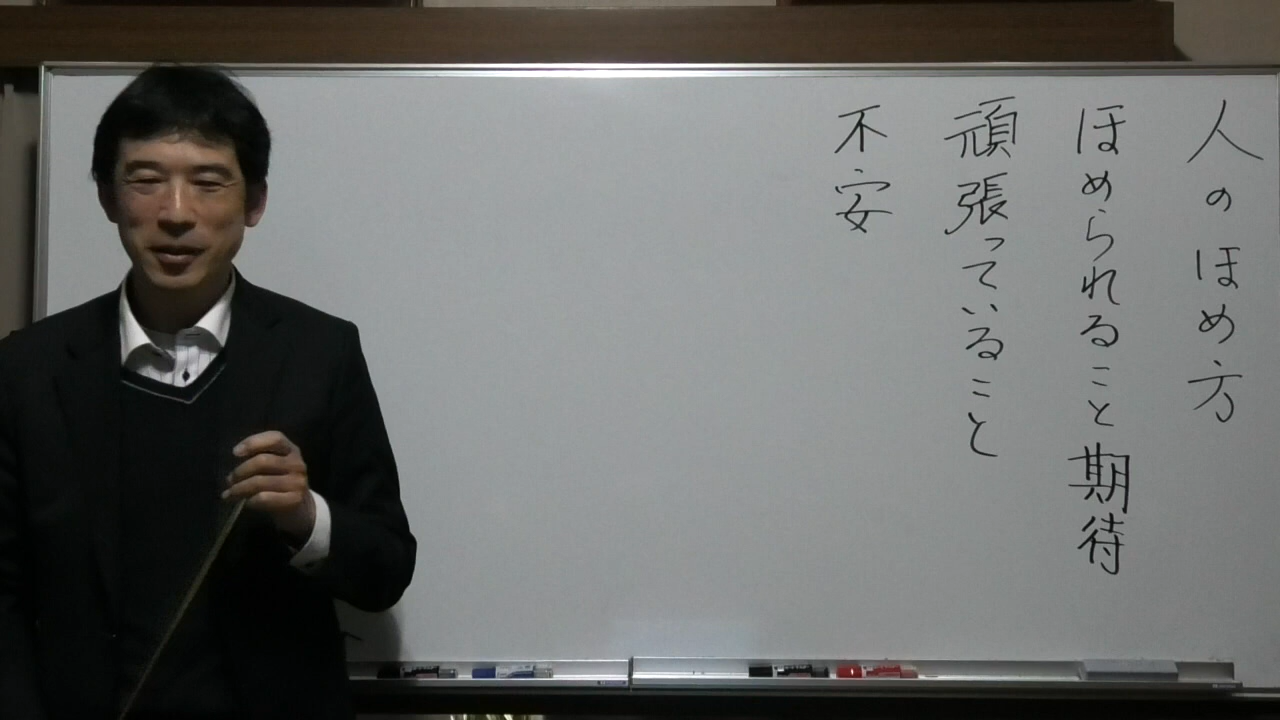 人のほめ方
ほめられること期待
頑張っていること
不安